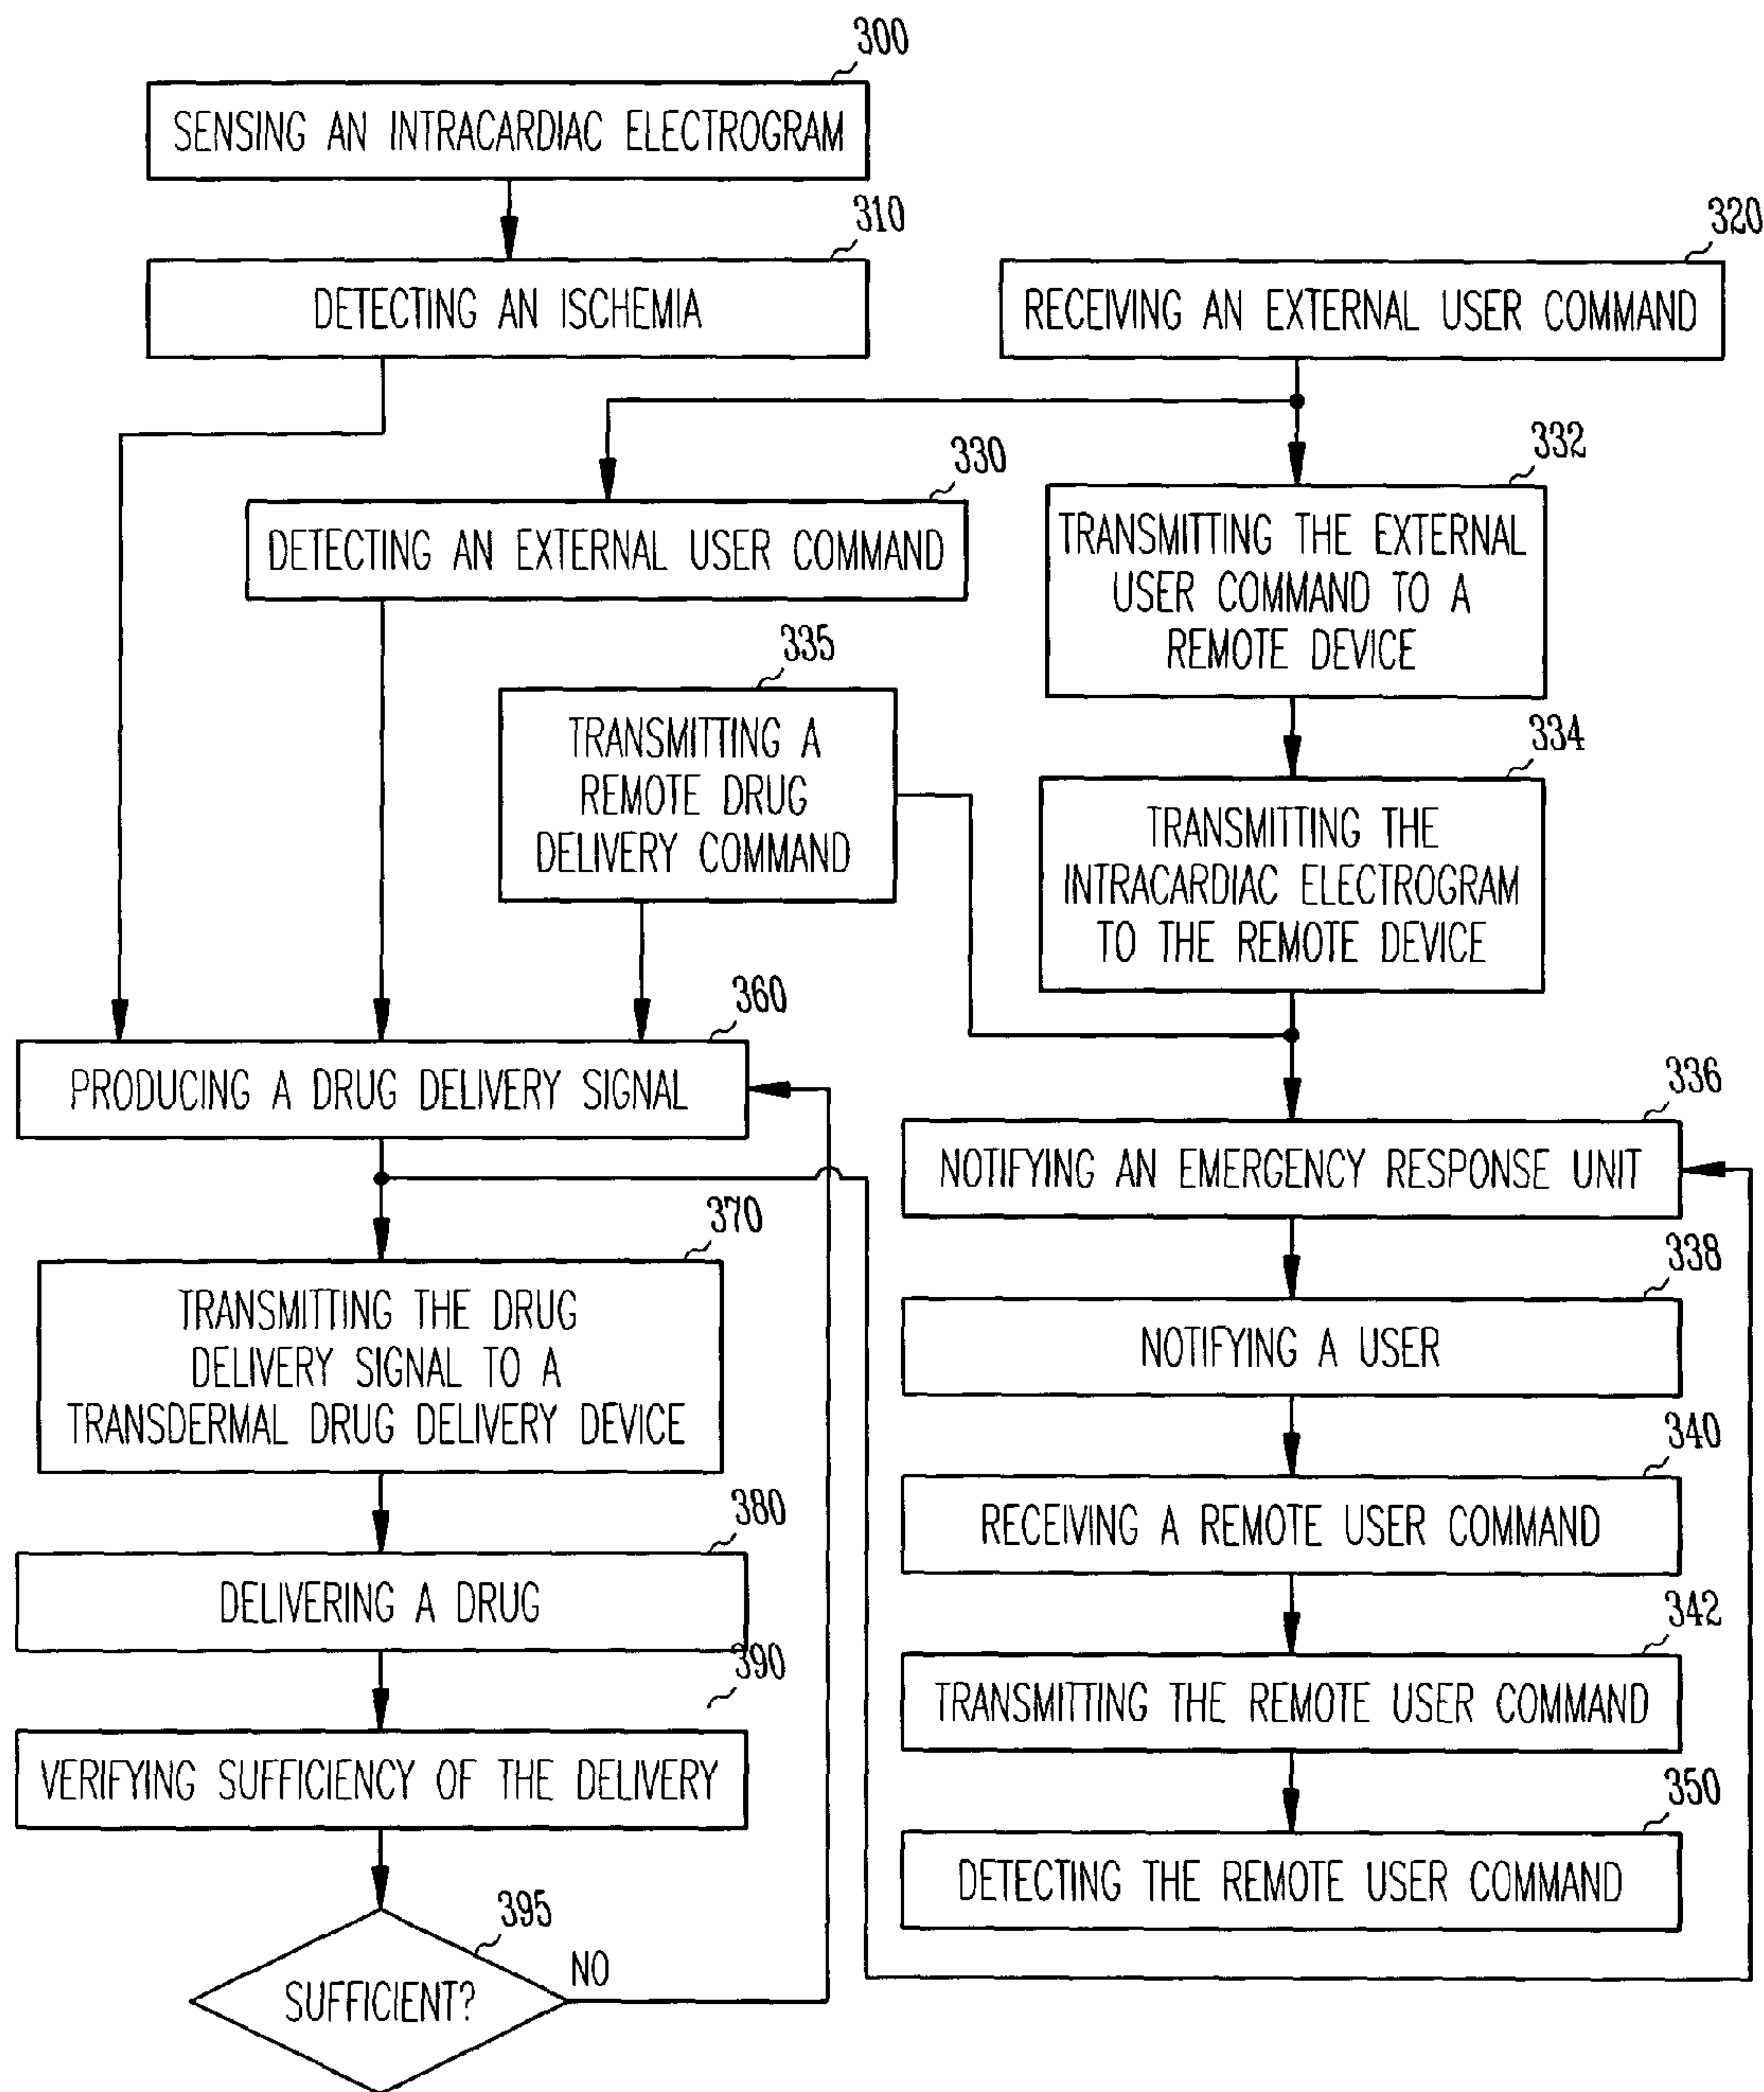 300
SENSING AN INTRACARDIAC ELECTROGRAM
310
DETECTING AN ISCHEMIA
320
RECEIVING AN EXTERNAL USER COMMAND
330
DETECTING AN EXTERNAL USER COMMAND
332
TRANSMITTING THE EXTERNAL
USER COMMAND TO A
REMOTE DEVICE
335
TRANSMITTING A
REMOTE DRUG
DELIVERY COMMAND
334
TRANSMITTING THE
INTRACARDIAC ELECTROGRAM
TO THE REMOTE DEVICE
360
PRODUCING A DRUG DELIVERY SIGNAL
336
NOTIFYING AN EMERGENCY RESPONSE UNIT
370
TRANSMITTING THE DRUG
DELIVERY SIGNAL TO A
TRANSDERMAL DRUG DELIVERY DEVICE
338
NOTIFYING A USER
340
RECEIVING A REMOTE USER COMMAND
380
DELIVERING A DRUG
342
TRANSMITTING THE REMOTE USER COMMAND
390
VERIFYING SUFFICIENCY OF THE DELIVERY
350
DETECTING THE REMOTE USER COMMAND
395
SUFFICIENT?
NO